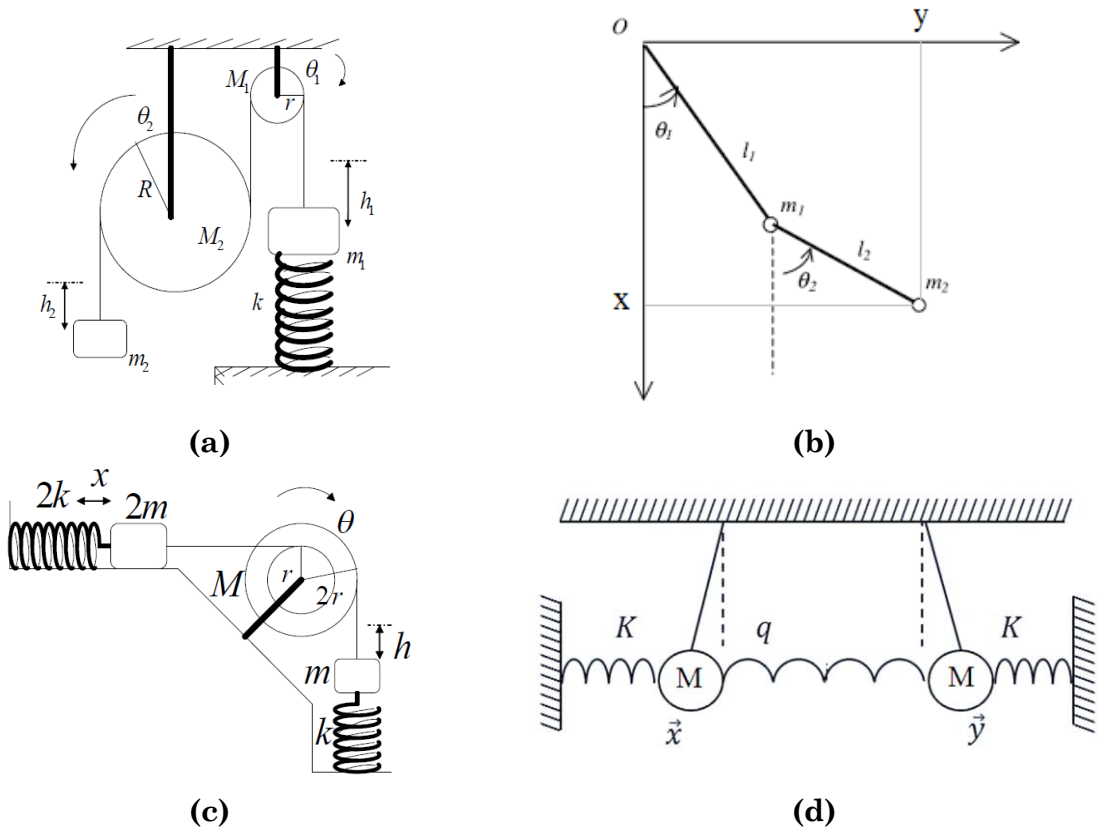 M₁ θ₁
r
θ₂
R
M₂
h₁
m₁
k
h₂
m₂
(a)
O y
θ₁
l₁
m₁
l₂
θ₂
m₂
x
(b)
x
2k 2m
θ
M r 2r
h
m
k
(c)
K q K
M M
x⃗ y⃗
(d)